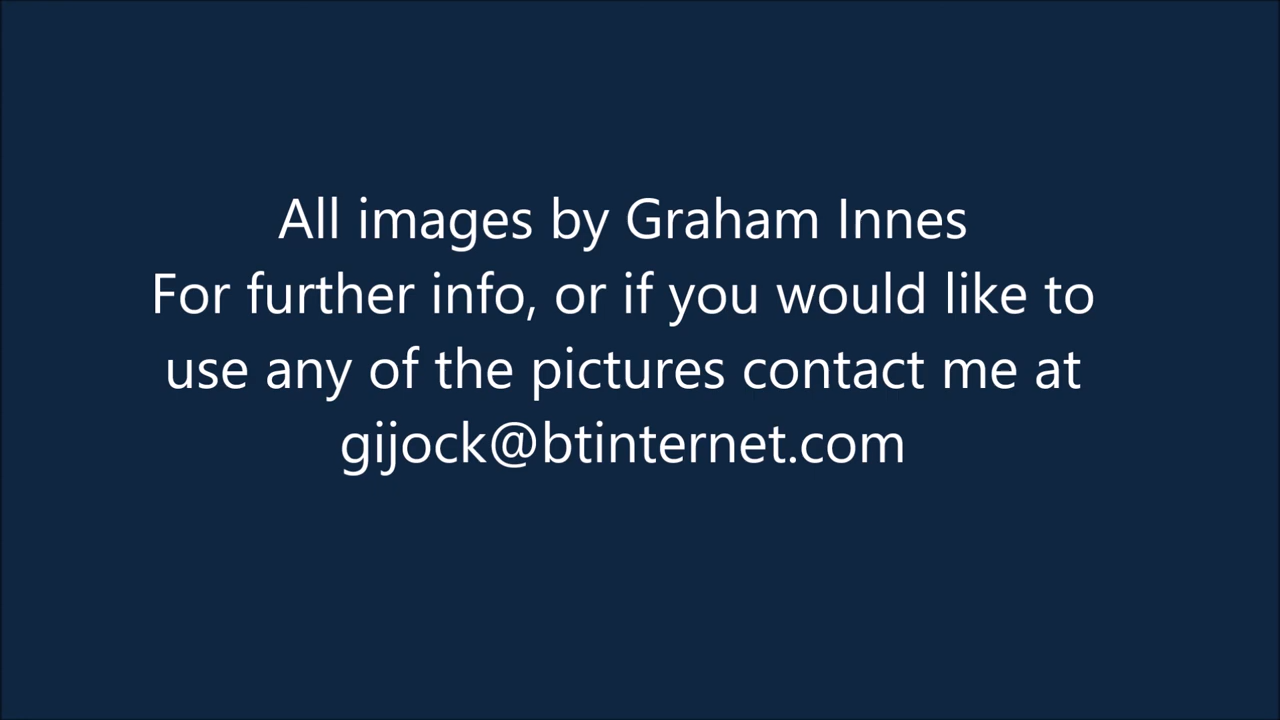 All images by Graham Innes
For further info, or if you would like to
use any of the pictures contact me at
gijock@btinternet.com